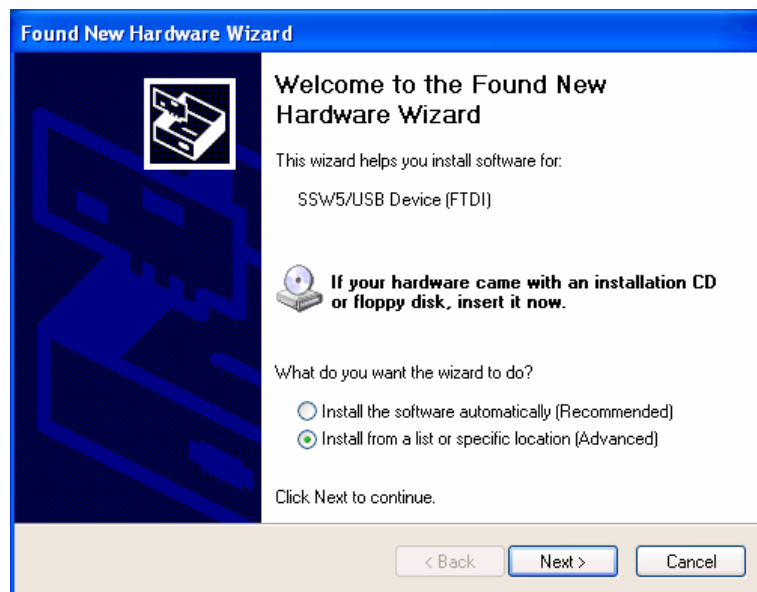 Found New Hardware Wizard
Welcome to the Found New
Hardware Wizard
This wizard helps you install software for:
SSW5/USB Device (FTDI)
If your hardware came with an installation CD
or floppy disk, insert it now.
What do you want the wizard to do?
Install the software automatically (Recommended)
Install from a list or specific location (Advanced)
Click Next to continue.
< Back
Next >
Cancel